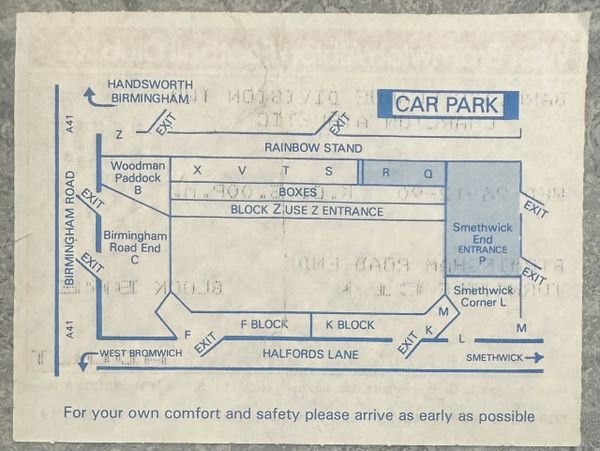 HANDSWORTH
BIRMINGHAM
CAR PARK
A41
Z
EXIT
EXIT
RAINBOW STAND
Woodman
Paddock
B
X V T S R Q
BOXES
BLOCK Z USE Z ENTRANCE
BIRMINGHAM ROAD
EXIT
EXIT
Birmingham
Road End
C
Smethwick
End
ENTRANCE
P
EXIT
EXIT
Smethwick
Corner L
M
F BLOCK
K BLOCK
F
EXIT
EXIT
K
L
M
A41
WEST BROMWICH
HALFORDS LANE
SMETHWICK
For your own comfort and safety please arrive as early as possible